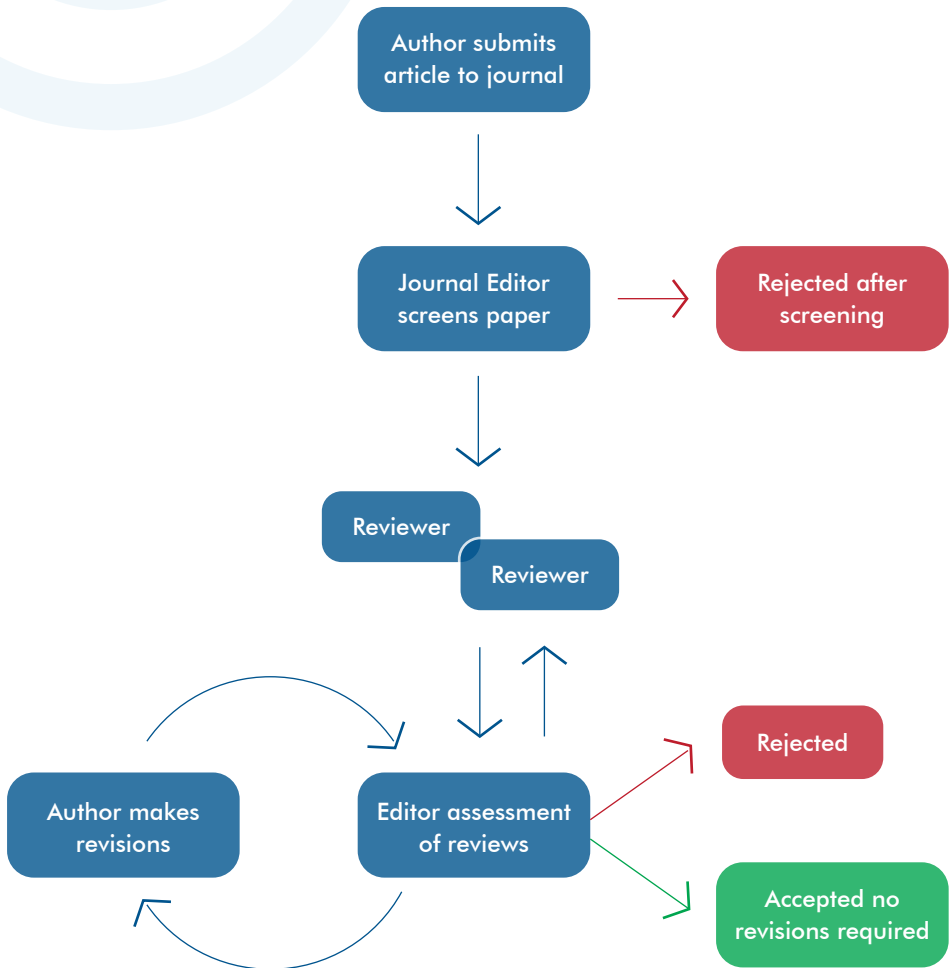 Author submits
article to journal
Journal Editor
screens paper
Rejected after
screening
Reviewer
Reviewer
Rejected
Author makes
revisions
Editor assessment
of reviews
Accepted no
revisions required